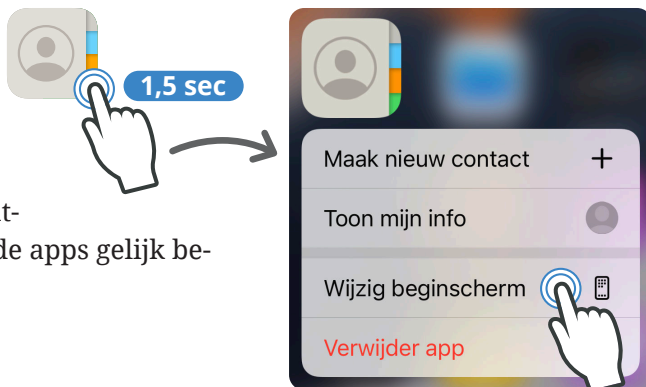 1,5 sec
Maak nieuw contact
Toon mijn info
t-
de apps gelijk be-
Wijzig beginscherm
Verwijder app